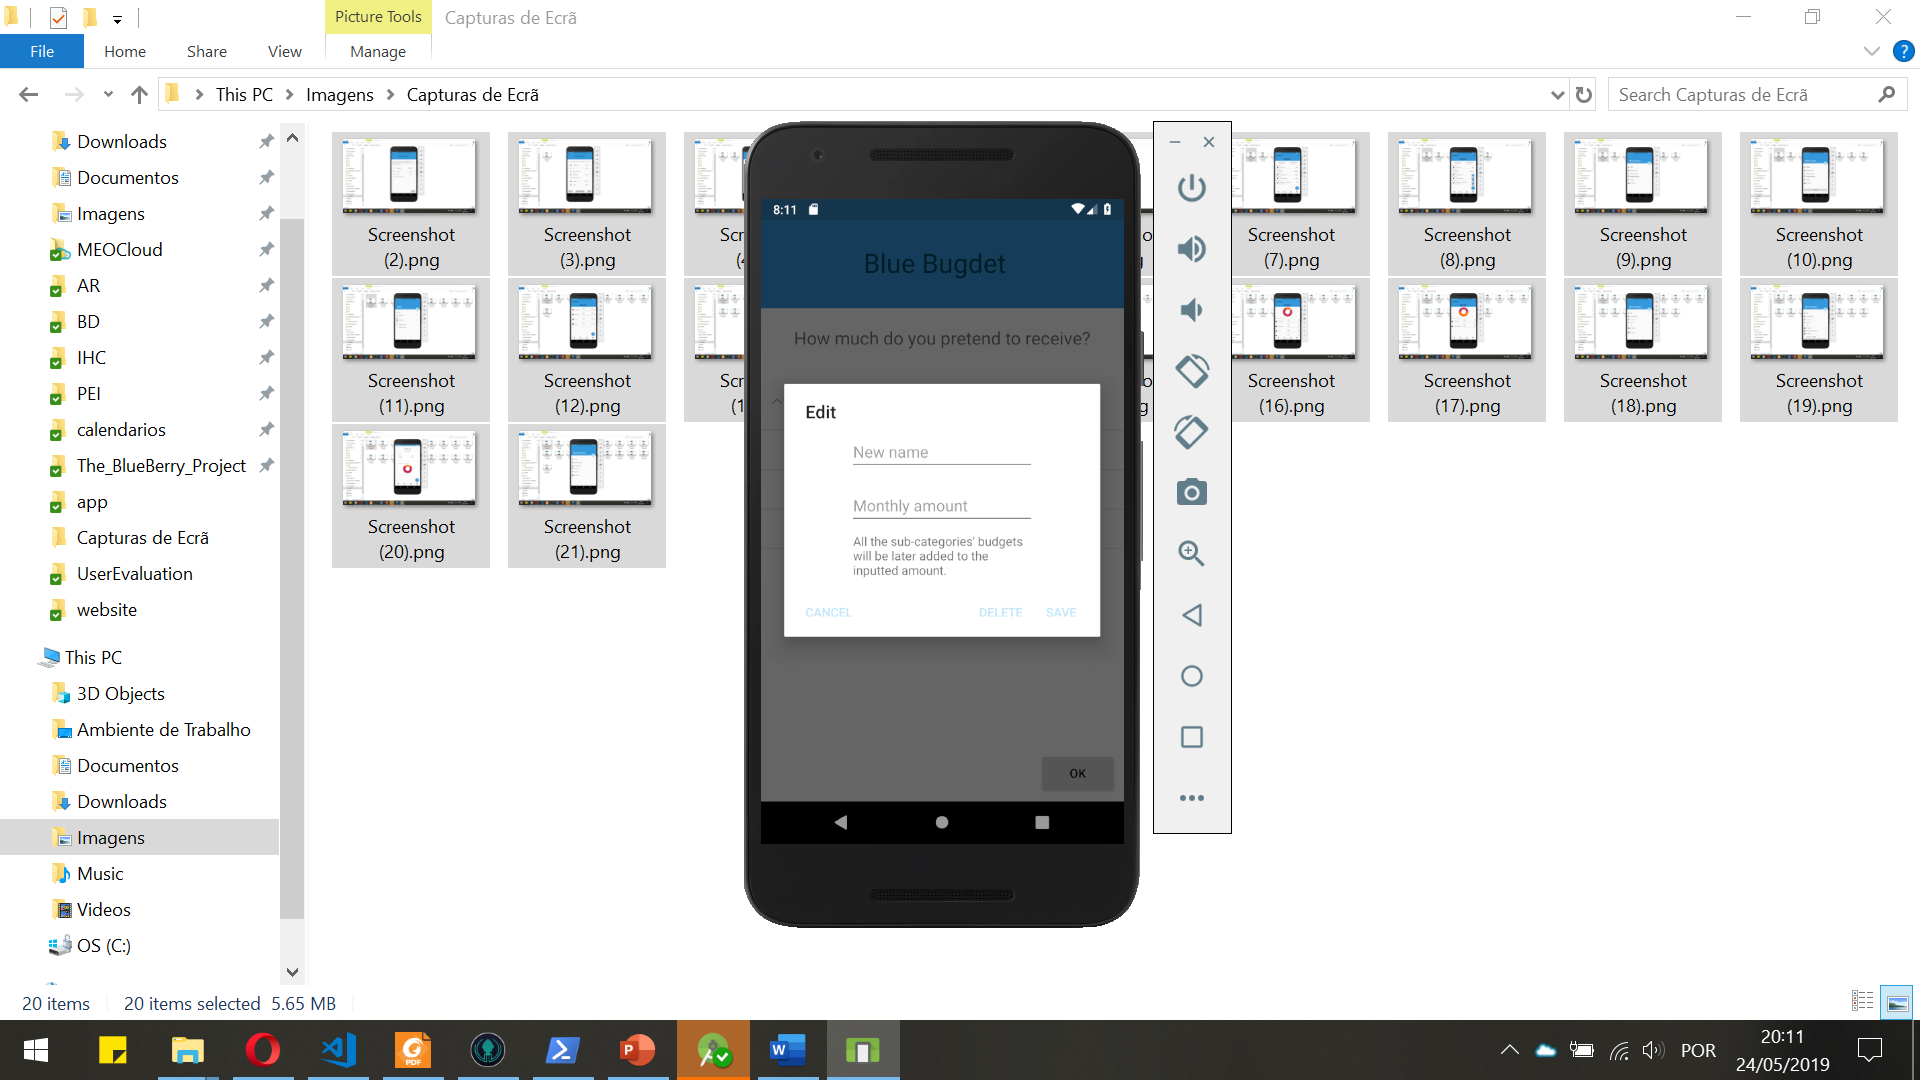 Picture Tools
Capturas de Ecrã
File
Home
Share
View
Manage
This PC
Imagens
Capturas de Ecrã
Search Capturas de Ecrã
Downloads
Documentos
Imagens
MEOCloud
AR
BD
IHC
PEI
calendarios
The_BlueBerry_Project
app
Capturas de Ecrã
UserEvaluation
website
This PC
3D Objects
Ambiente de Trabalho
Documentos
Downloads
Imagens
Music
Videos
OS (C:)
Screenshot
(2).png
Screenshot
(3).png
Screenshot
(7).png
Screenshot
(8).png
Screenshot
(9).png
Screenshot
(10).png
Screenshot
(11).png
Screenshot
(12).png
Screenshot
(16).png
Screenshot
(17).png
Screenshot
(18).png
Screenshot
(19).png
Screenshot
(20).png
Screenshot
(21).png
8:11
Blue Bugdet
How much do you pretend to receive?
Edit
New name
Monthly amount
All the sub-categories' budgets
will be later added to the
inputted amount.
CANCEL
DELETE
SAVE
OK
20 items
20 items selected 5.65 MB
POR
20:11
24/05/2019